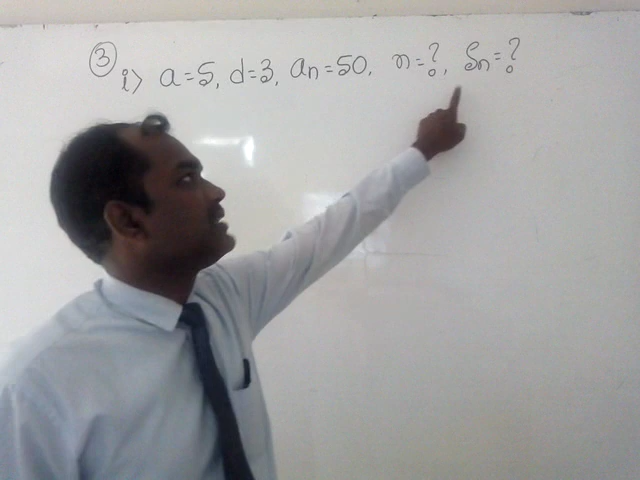 ③ i> a=5, d=3, an=50, n=?, Sn=?